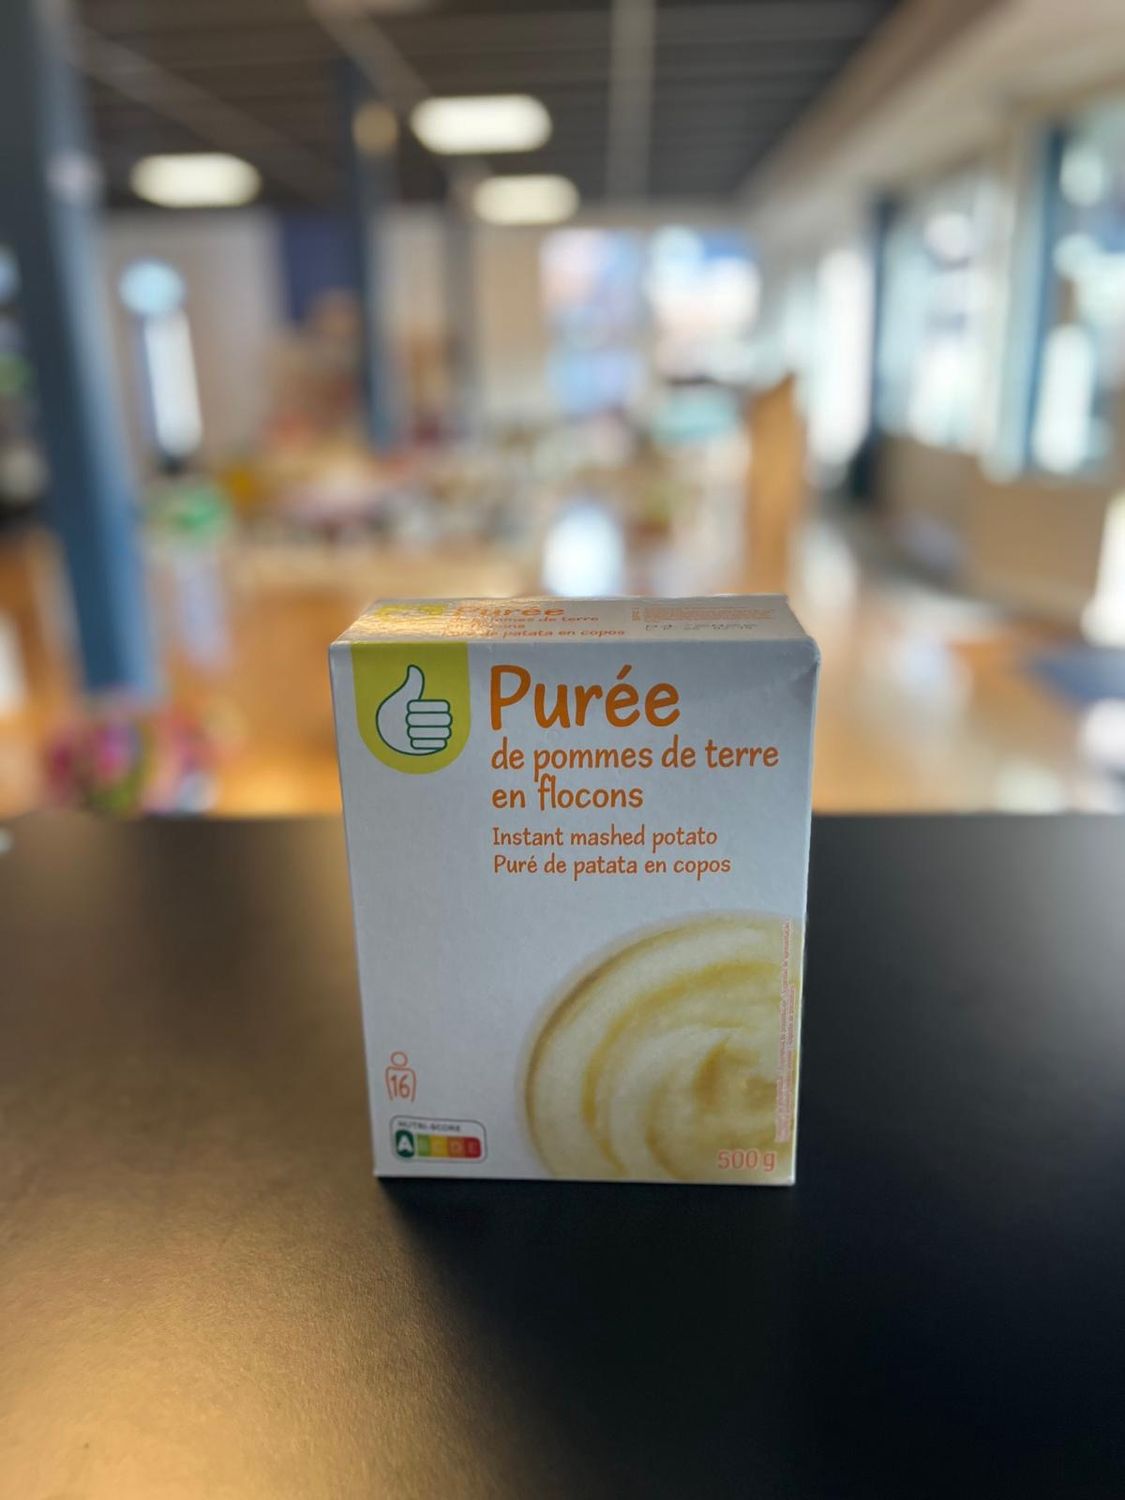 Purée
de pommes de terre
en flocons
Puré de patata en copos
Purée
de pommes de terre
en flocons
Instant mashed potato
Puré de patata en copos
16
NUTRI-SCORE
A B C D E
500 g